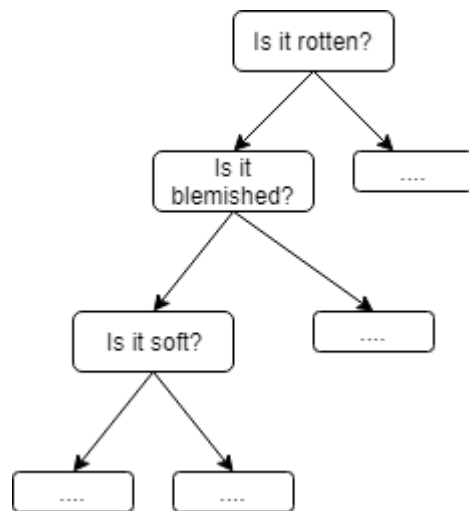 Is it rotten?
Is it
blemished?
....
Is it soft?
....
....
....